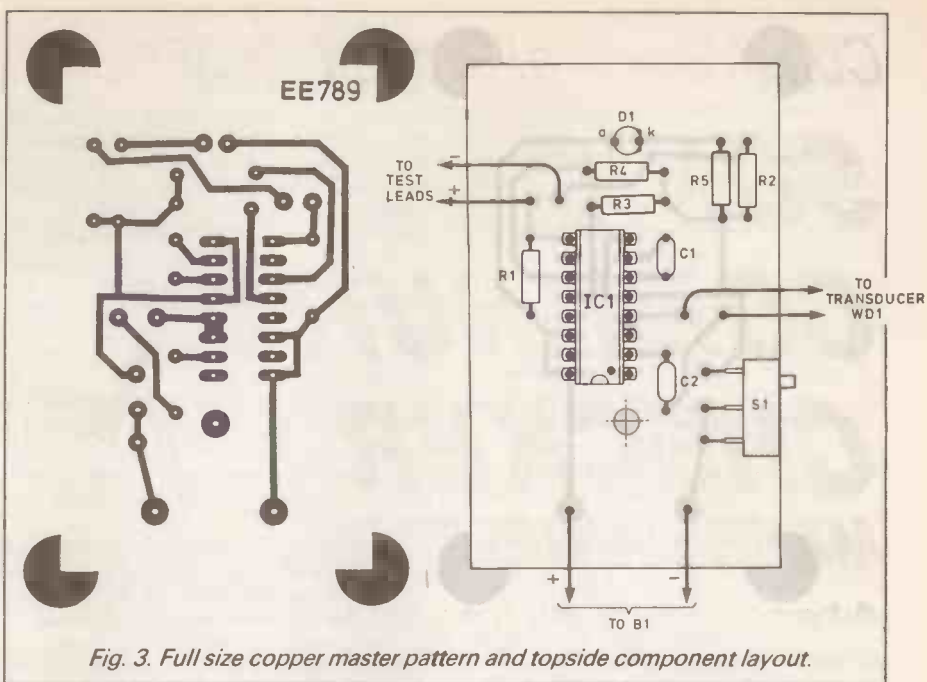 EE789
D1
a
k
TO
TEST
LEADS
−
+
R4
R3
R5
R2
R1
IC1
C1
TO
TRANSDUCER
WD1
C2
S1
+
−
TO B1
Fig. 3. Full size copper master pattern and topside component layout.